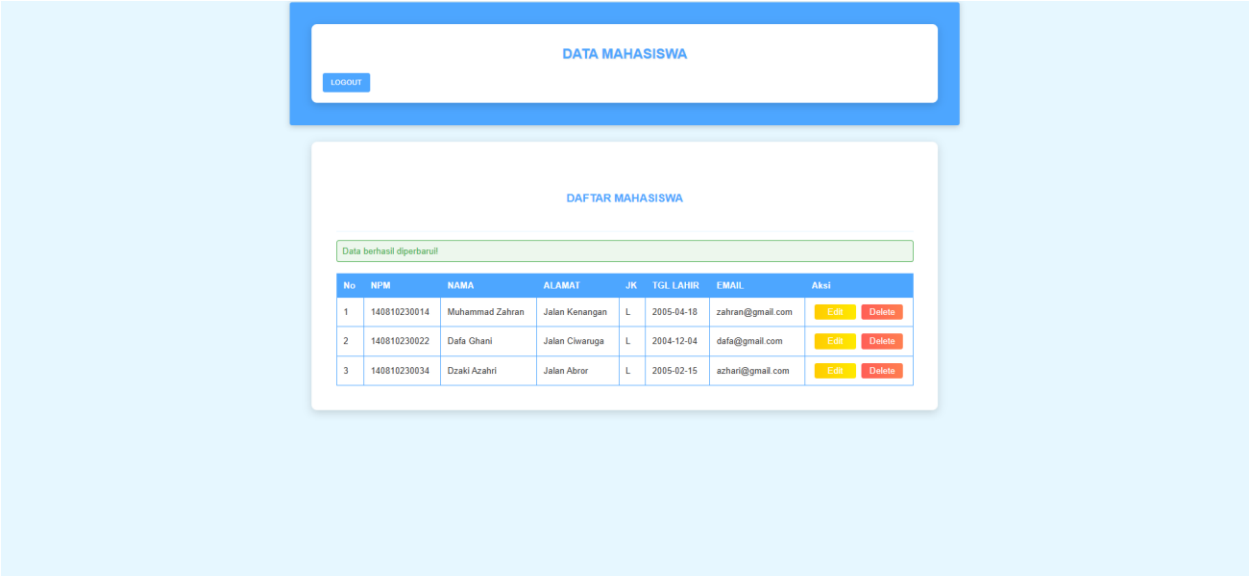 DATA MAHASISWA
LOGOUT
DAFTAR MAHASISWA
Data berhasil diperbarui!
No NPM NAMA ALAMAT JK TGL LAHIR EMAIL Aksi
1 140810230014 Muhammad Zahran Jalan Kenangan L 2005-04-18 zahran@gmail.com Edit Delete
2 140810230022 Dafa Ghani Jalan Ciwaruga L 2004-12-04 dafa@gmail.com Edit Delete
3 140810230034 Dzaki Azahri Jalan Abror L 2005-02-15 azhari@gmail.com Edit Delete